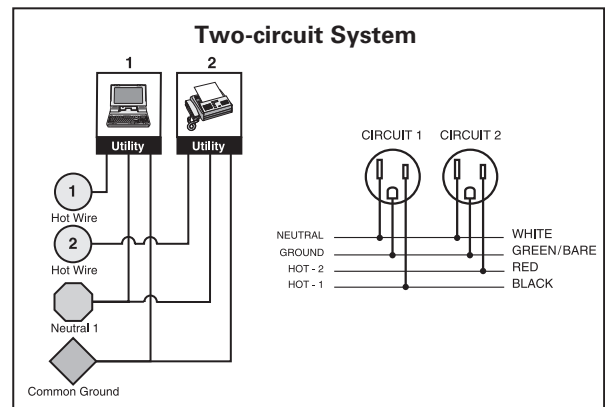 Two-circuit System
1 2
Utility Utility
1
Hot Wire
2
Hot Wire
Neutral 1
Common Ground
CIRCUIT 1 CIRCUIT 2
NEUTRAL WHITE
GROUND GREEN/BARE
HOT - 2 RED
HOT - 1 BLACK